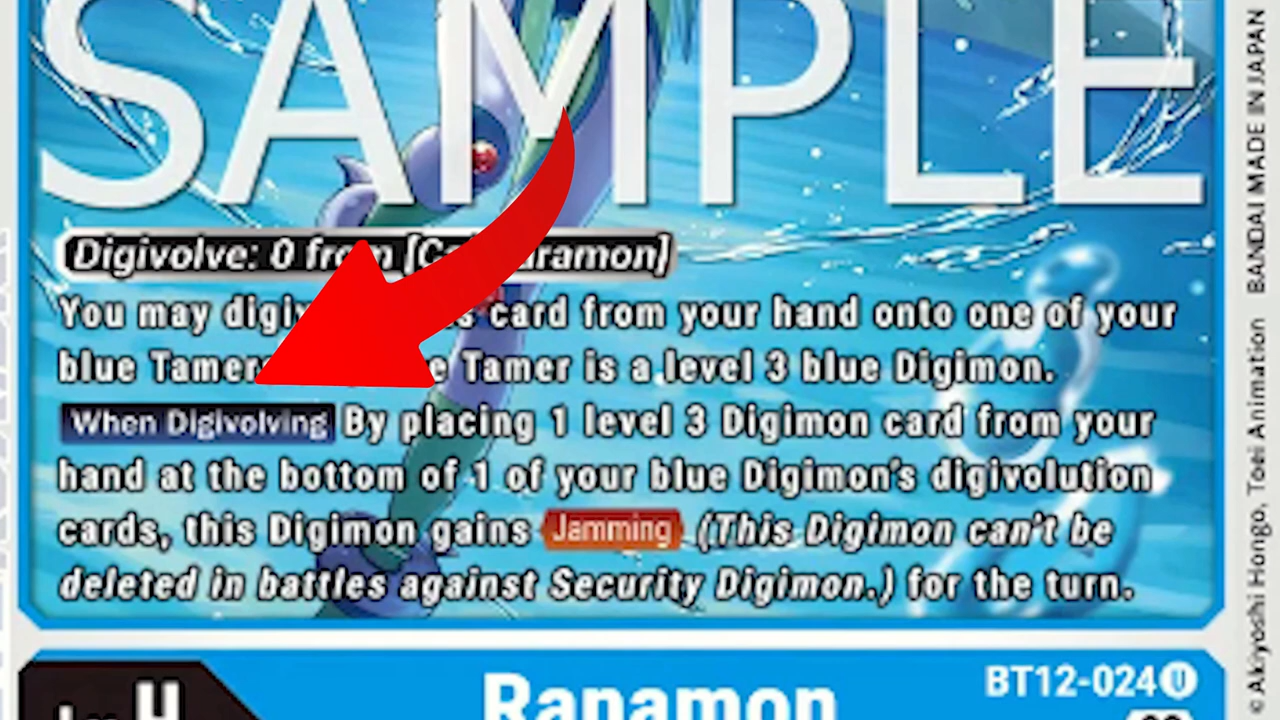 SAMPLE
Digivolve: 0 from [
You may card from your hand onto one of your
blue Tamer is a level 3 blue Digimon.
When Digivolving By placing 1 level 3 Digimon card from your
hand at the bottom of 1 of your blue Digimon's digivolution
cards, this Digimon gains Jamming (This Digimon can't be
deleted in battles against Security Digimon.) for the turn.
BT12-024 U
Ranamon
Lv. H
© Akiyoshi Hongo, Toei Animation BANDAI MADE IN JAPAN